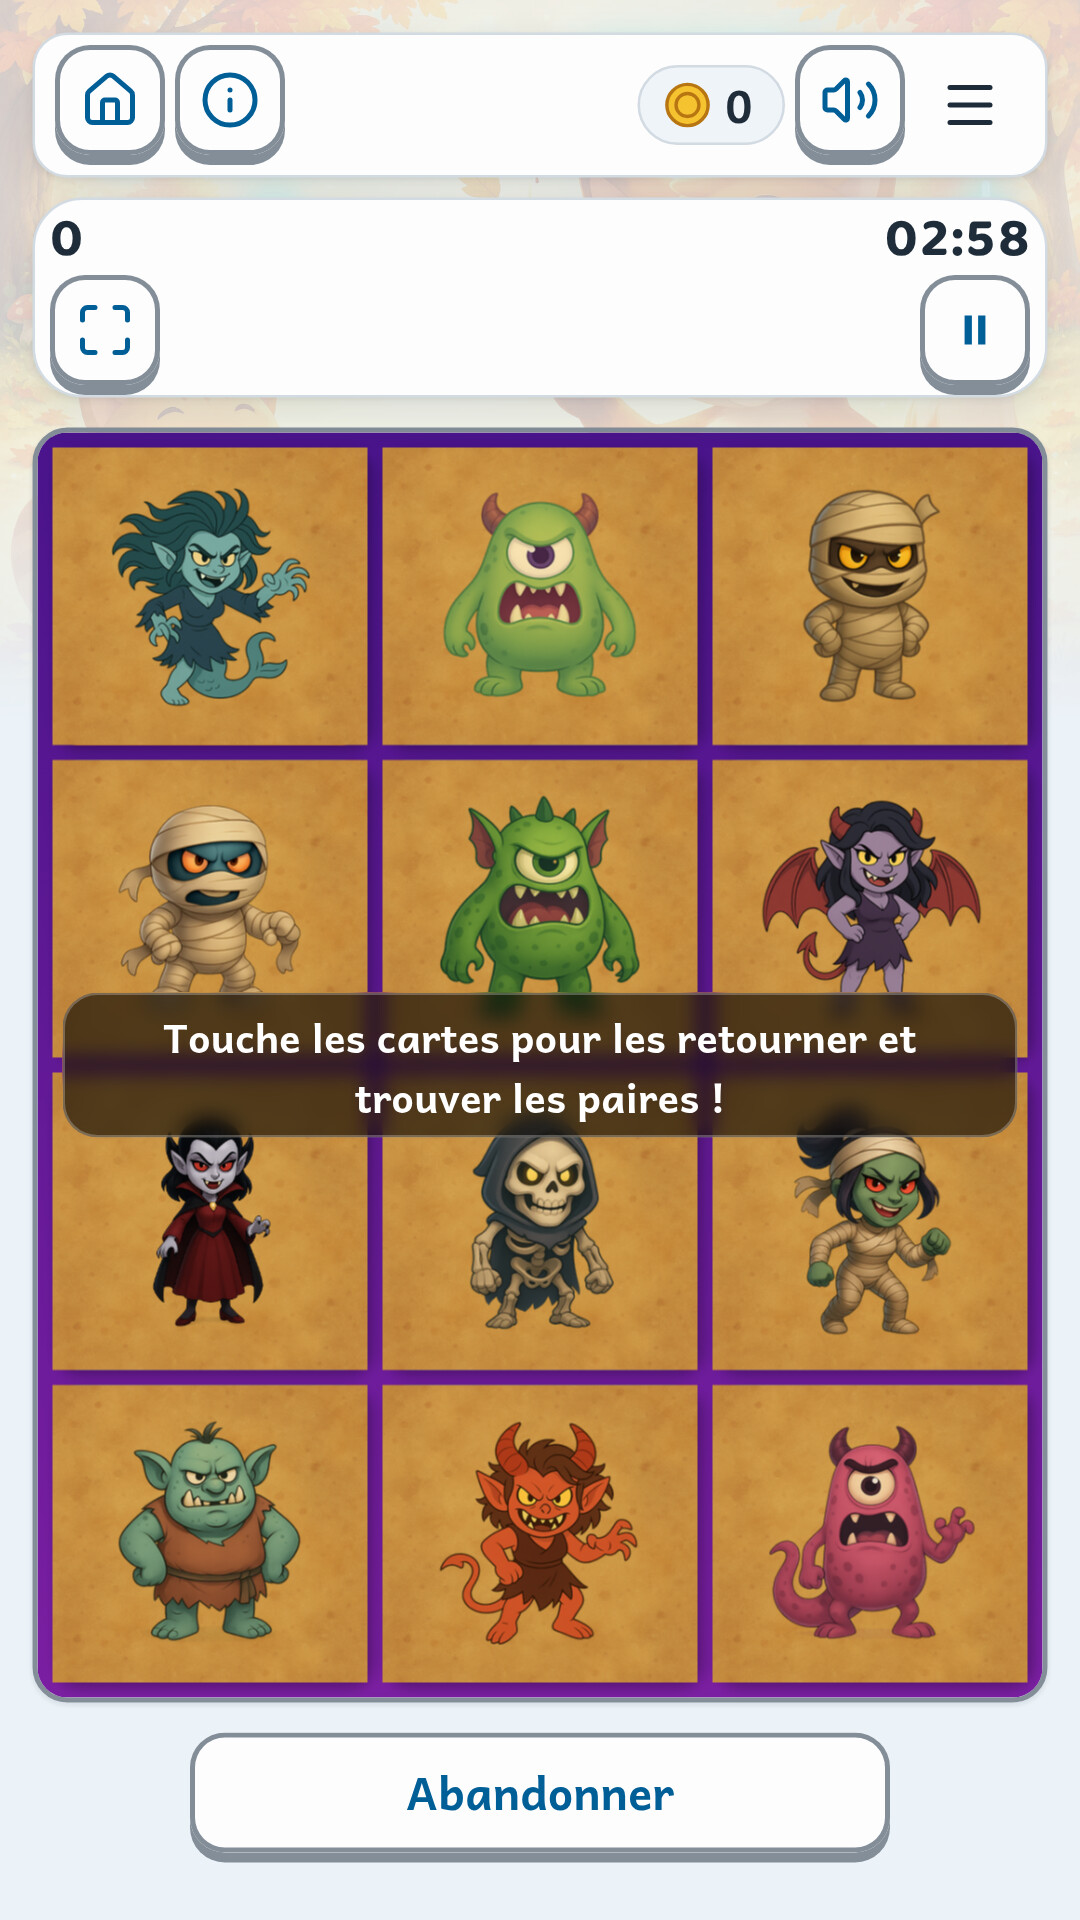 0
0
02:58
Touche les cartes pour les retourner et
trouver les paires !
Abandonner